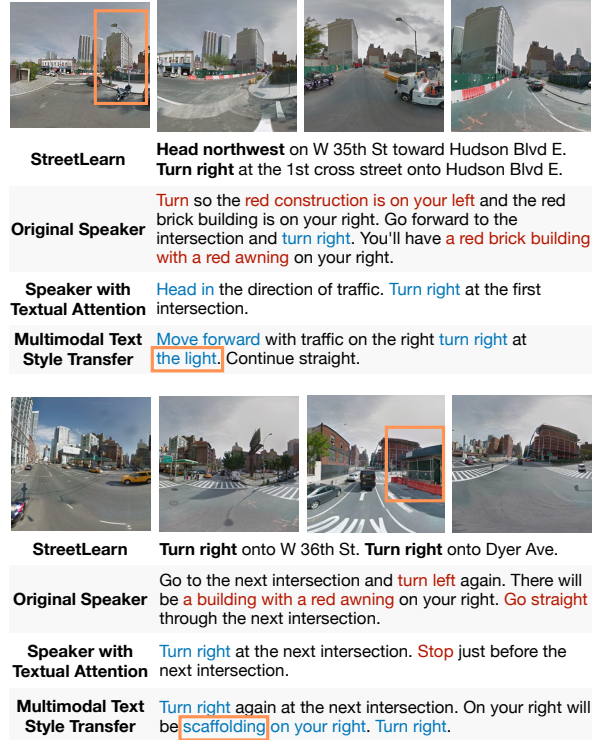 StreetLearn
Head northwest on W 35th St toward Hudson Blvd E.
Turn right at the 1st cross street onto Hudson Blvd E.
Original Speaker
Turn so the red construction is on your left and the red
brick building is on your right. Go forward to the
intersection and turn right. You'll have a red brick building
with a red awning on your right.
Speaker with
Textual Attention
Head in the direction of traffic. Turn right at the first
intersection.
Multimodal Text
Style Transfer
Move forward with traffic on the right turn right at
the light. Continue straight.
StreetLearn
Turn right onto W 36th St. Turn right onto Dyer Ave.
Original Speaker
Go to the next intersection and turn left again. There will
be a building with a red awning on your right. Go straight
through the next intersection.
Speaker with
Textual Attention
Turn right at the next intersection. Stop just before the
next intersection.
Multimodal Text
Style Transfer
Turn right again at the next intersection. On your right will
be scaffolding on your right. Turn right.